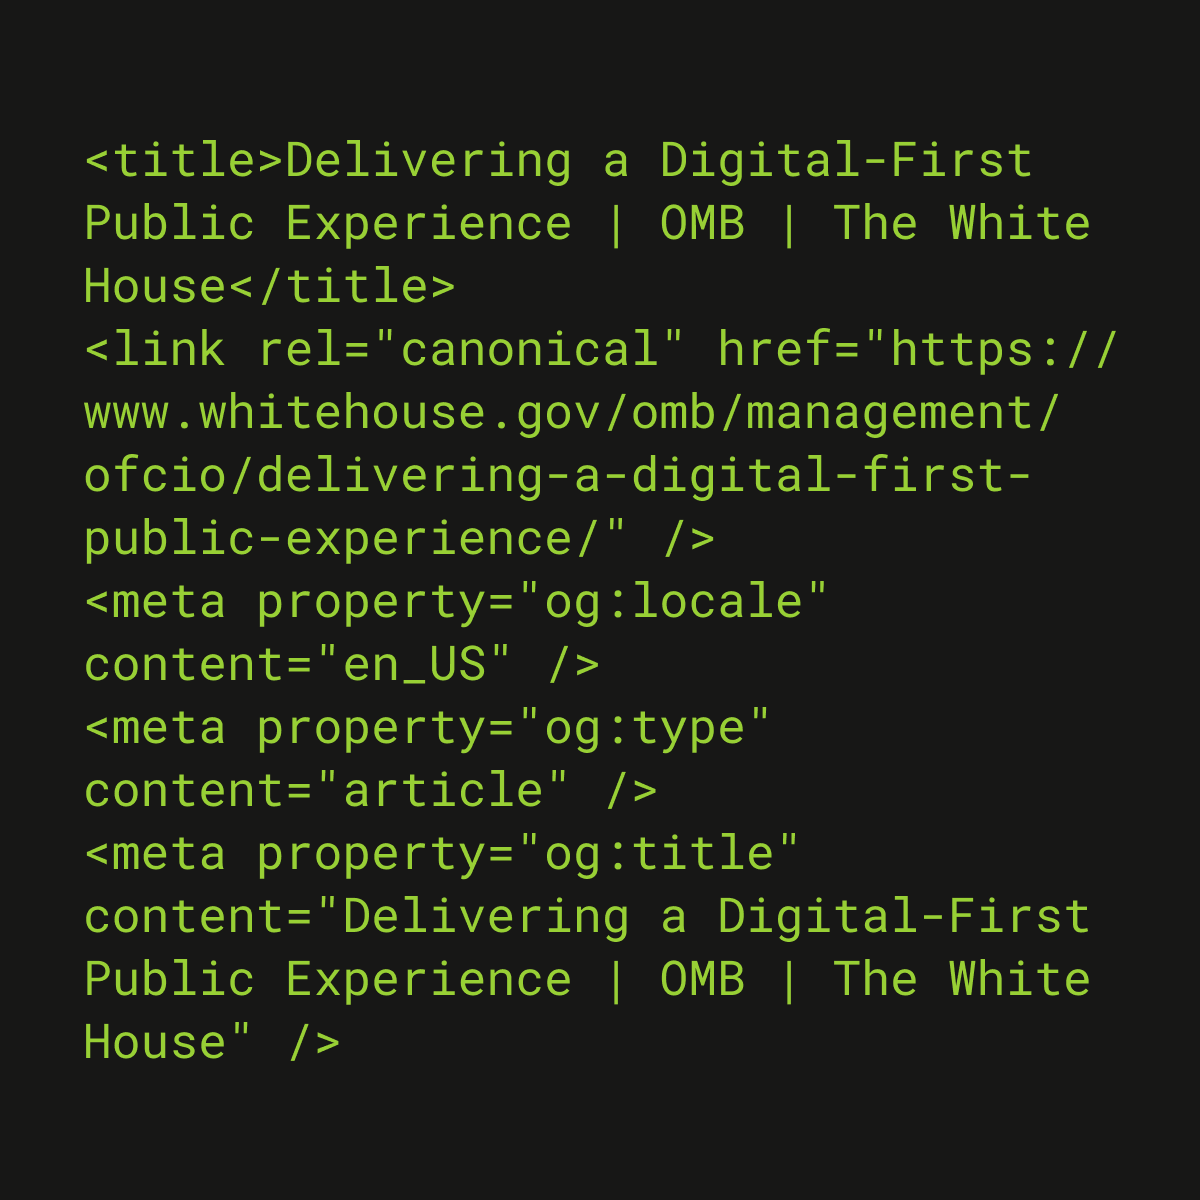 <title>Delivering a Digital-First
Public Experience | OMB | The White
House</title>
<link rel="canonical" href="https://
www.whitehouse.gov/omb/management/
ofcio/delivering-a-digital-first-
public-experience/" />
<meta property="og:locale"
content="en_US" />
<meta property="og:type"
content="article" />
<meta property="og:title"
content="Delivering a Digital-First
Public Experience | OMB | The White
House" />